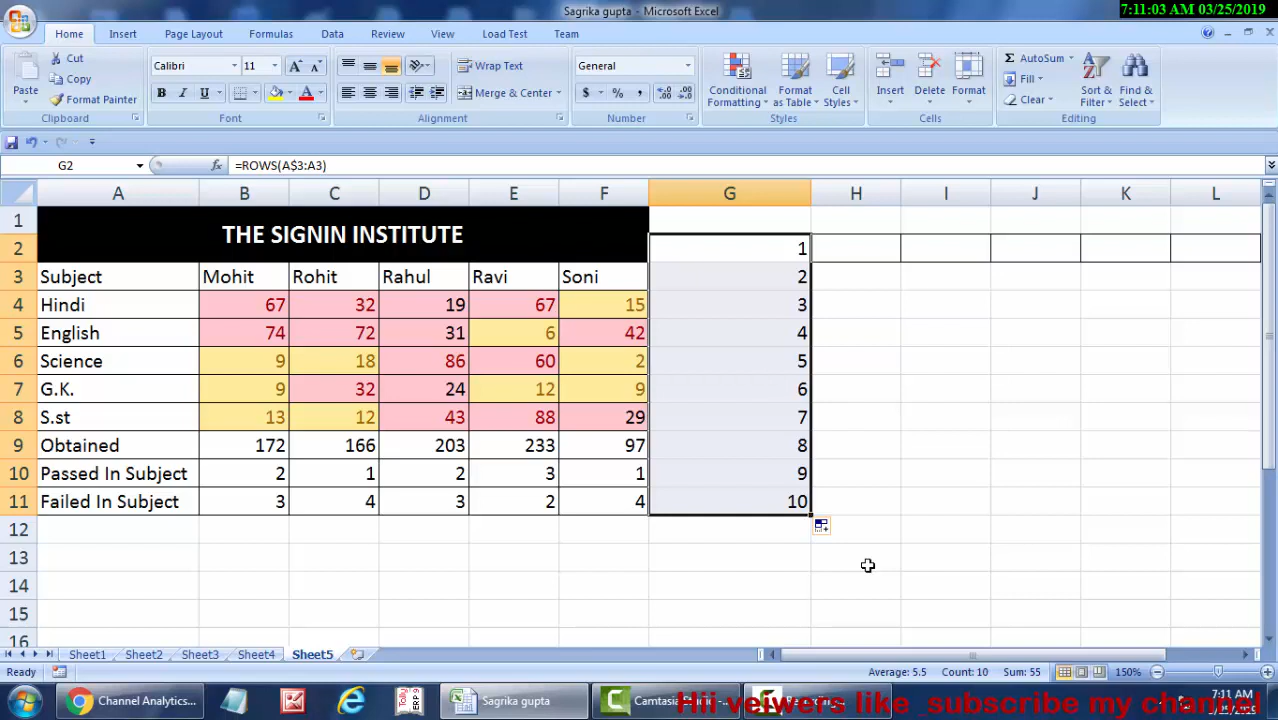 Sagrika gupta - Microsoft Excel
7:11:03 AM 03/25/2019
Home Insert Page Layout Formulas Data Review View Load Test Team
Cut
Copy
Format Painter
Paste
Clipboard
Calibri 11
B I U
Font
Wrap Text
Merge & Center
Alignment
General
$ % ,
Number
Conditional Formatting
Format as Table
Cell Styles
Styles
Insert Delete Format
Cells
AutoSum
Fill
Clear
Sort & Filter
Find & Select
Editing
G2 fx =ROWS(A$3:A3)
A B C D E F G H I J K L
1 THE SIGNIN INSTITUTE
2 1
3 Subject Mohit Rohit Rahul Ravi Soni 2
4 Hindi 67 32 19 67 15 3
5 English 74 72 31 6 42 4
6 Science 9 18 86 60 2 5
7 G.K. 9 32 24 12 9 6
8 S.st 13 12 43 88 29 7
9 Obtained 172 166 203 233 97 8
10 Passed In Subject 2 1 2 3 1 9
11 Failed In Subject 3 4 3 2 4 10
12
13
14
15
16
Sheet1 Sheet2 Sheet3 Sheet4 Sheet5
Ready Average: 5.5 Count: 10 Sum: 55 150%
Channel Analytics... Sagrika gupta Camtasia Studio - ... Recording... 7:11 AM
Hii veiwers like _subscribe my channel
3/25/2019